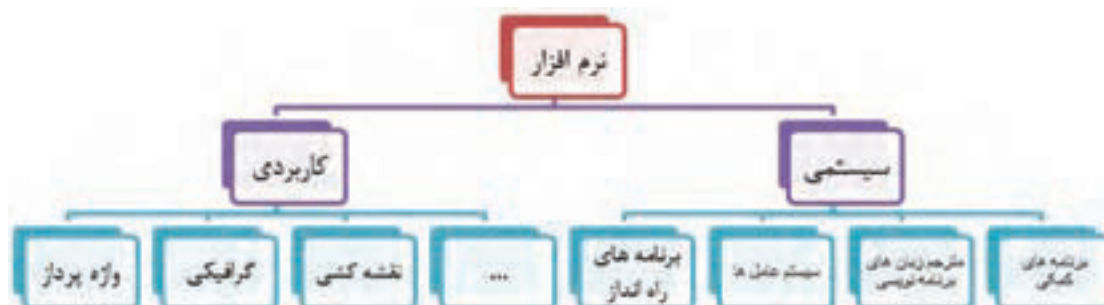 نرم افزار
سیستمی
کاربردی
برنامه های
کمکی
مترجم زبان های
برنامه نویسی
سیستم عامل ها
برنامه های
راه انداز
...
نقشه کشی
گرافیکی
واژه پرداز